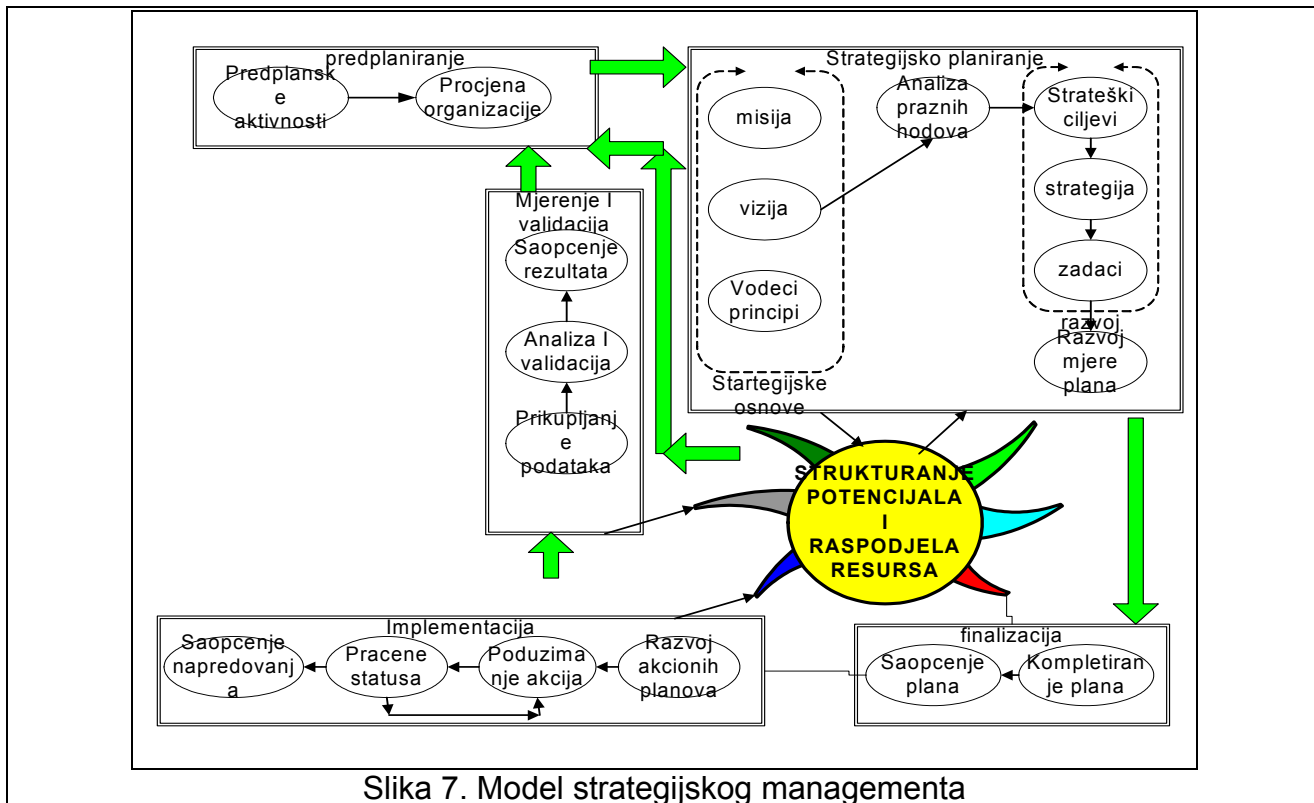 predplaniranje
Predplansk
e
aktivnosti
Procjena
organizacije
Strategijsko planiranje
misija
vizija
Vodeci
principi
Startegijske
osnove
Analiza
praznih
hodova
Strateški
ciljevi
strategija
zadaci
razvoj
Razvoj
mjere
plana
Mjerenje I
validacija
Saopcenje
rezultata
Analiza I
validacija
Prikupljanj
e
podataka
STRUKTURANJE
POTENCIJALA
I
RASPODJELA
RESURSA
Implementacija
Saopcenje
napredovanj
a
Pracene
statusa
Poduzima
nje akcija
Razvoj
akcionih
planova
finalizacija
Saopcenje
plana
Kompletiran
je plana
Slika 7. Model strategijskog managementa